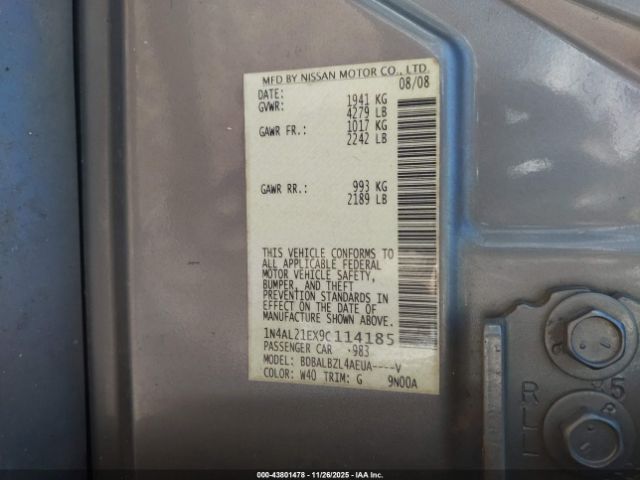 MFD BY NISSAN MOTOR CO., LTD.
DATE: 08/08
GVWR: 1941 KG
4279 LB
GAWR FR.: 1017 KG
2242 LB
GAWR RR.: 993 KG
2189 LB
THIS VEHICLE CONFORMS TO
ALL APPLICABLE FEDERAL
MOTOR VEHICLE SAFETY,
BUMPER, AND THEFT
PREVENTION STANDARDS IN
EFFECT ON THE DATE OF
MANUFACTURE SHOWN ABOVE.
1N4AL21EX9C114185
PASSENGER CAR ·983
MODEL: BDBALBZL4AEUA----V
COLOR: W40 TRIM: G 9N00A
000-43801478 - 11/26/2025 - IAA Inc.